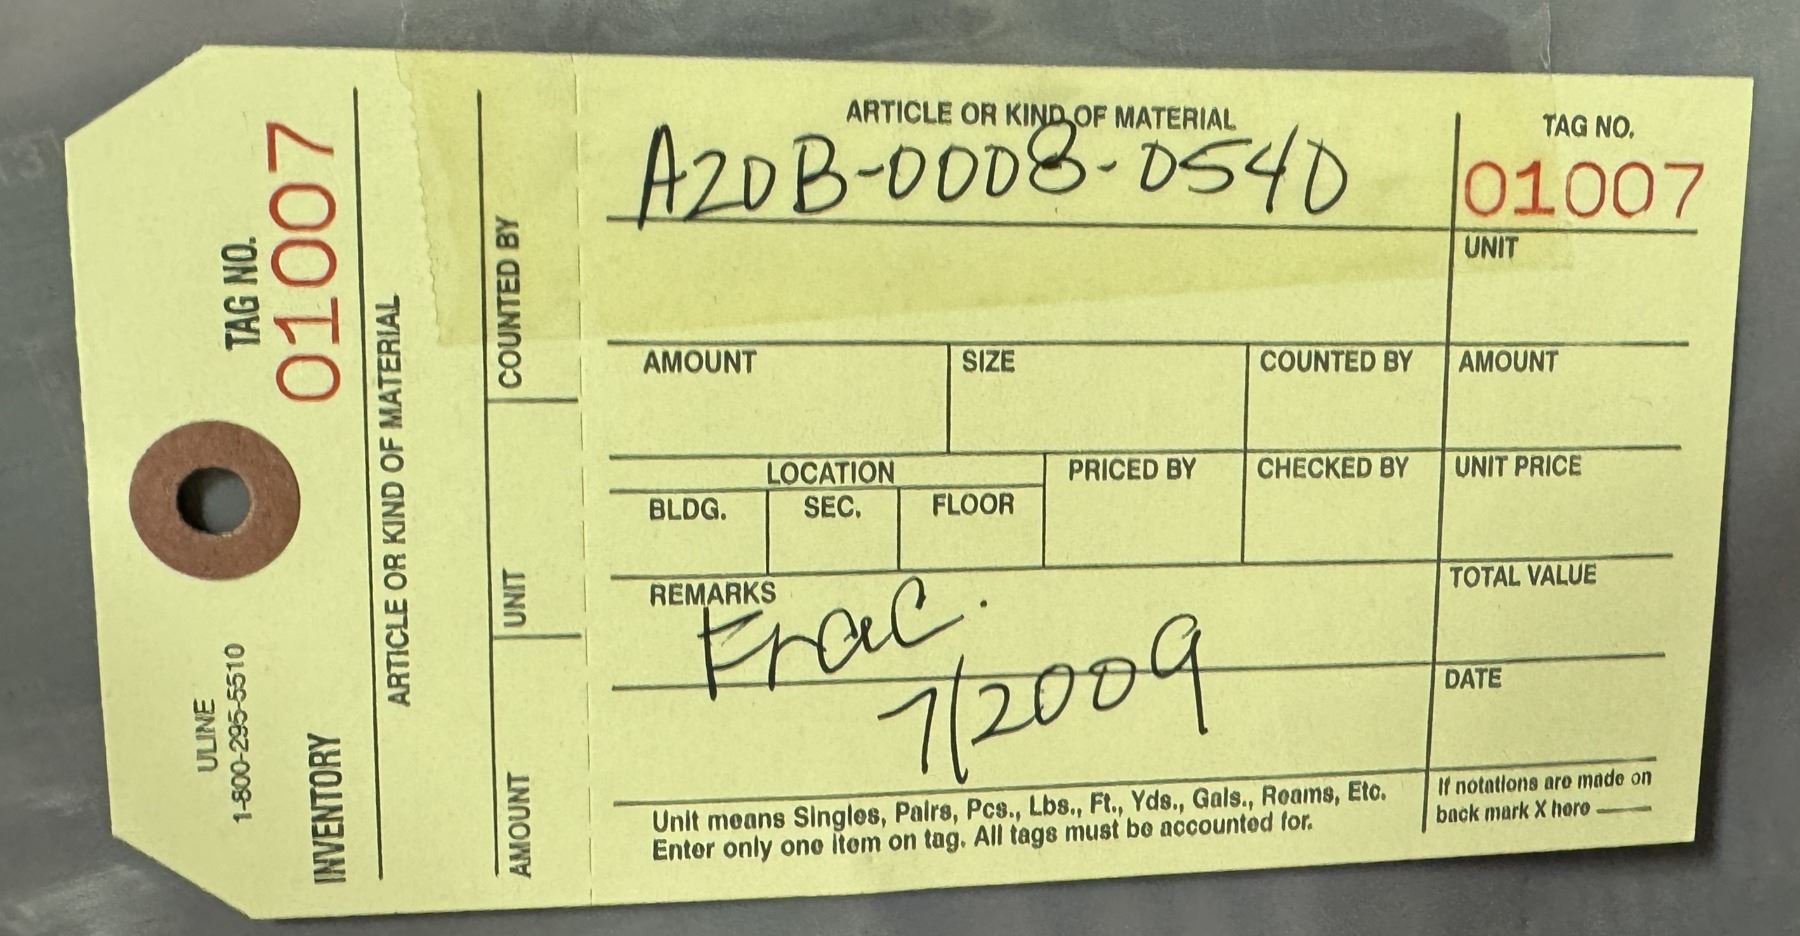 TAG NO.
01007
ULINE
1-800-295-5510
INVENTORY
ARTICLE OR KIND OF MATERIAL
COUNTED BY
UNIT
AMOUNT
ARTICLE OR KIND OF MATERIAL
A20B-0008-0540
TAG NO.
01007
UNIT
AMOUNT
SIZE
COUNTED BY
AMOUNT
LOCATION
BLDG.
SEC.
FLOOR
PRICED BY
CHECKED BY
UNIT PRICE
REMARKS
7/2009
TOTAL VALUE
DATE
Unit means Singles, Pairs, Pcs., Lbs., Ft., Yds., Gals., Reams, Etc.
Enter only one item on tag. All tags must be accounted for.
If notations are made on
back mark X here